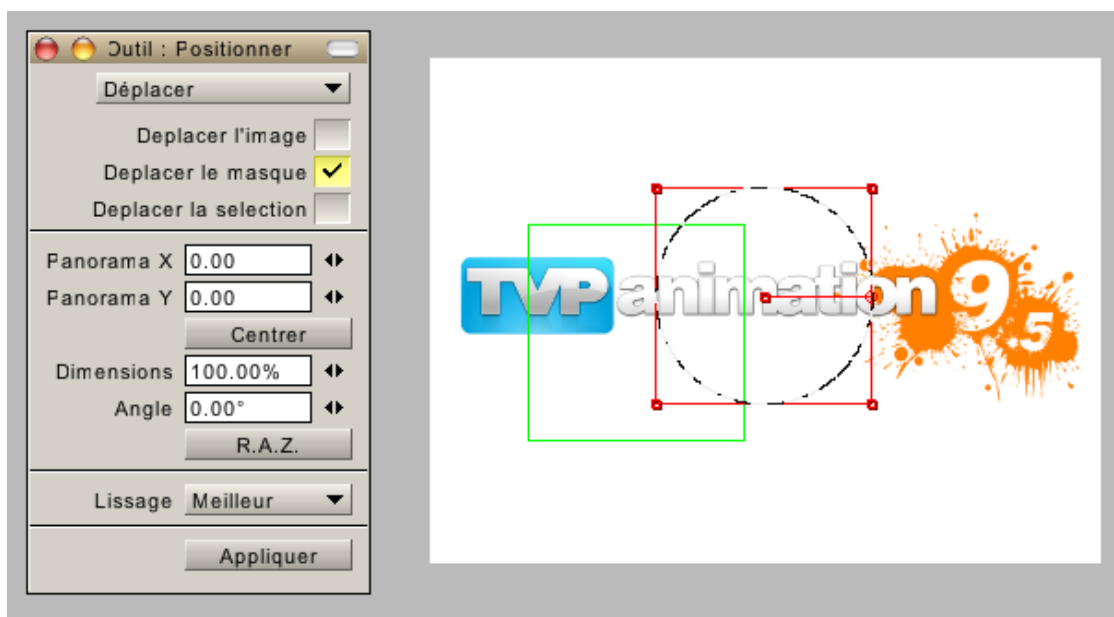 Outil : Positionner
Déplacer
Deplacer l'image
Deplacer le masque
Deplacer la selection
Panorama X 0.00
Panorama Y 0.00
Centrer
Dimensions 100.00%
Angle 0.00°
R.A.Z.
Lissage Meilleur
Appliquer
TVP animation 9.5